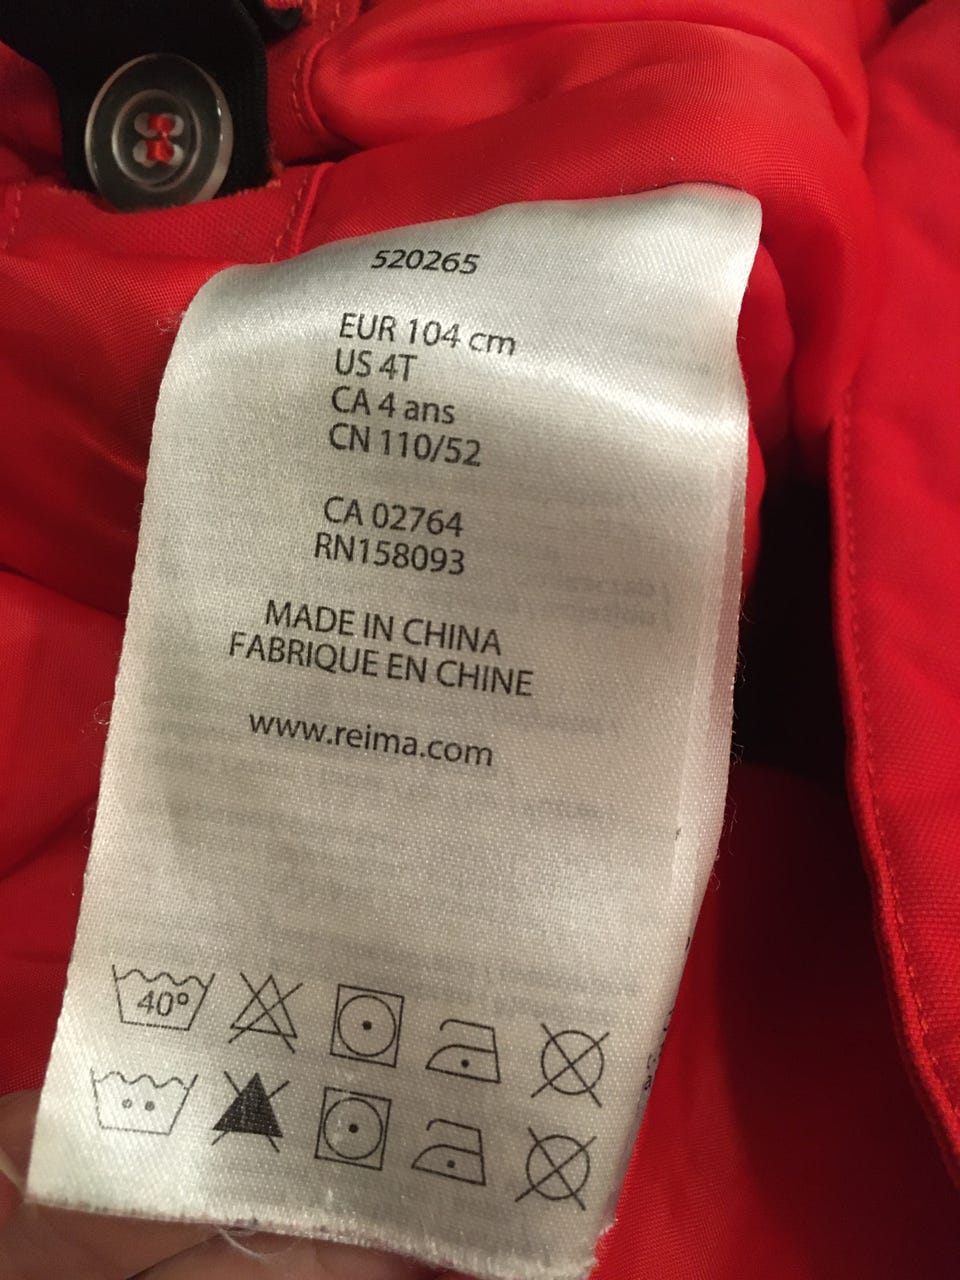 520265
EUR 104 cm
US 4T
CA 4 ans
CN 110/52
CA 02764
RN158093
MADE IN CHINA
FABRIQUE EN CHINE
www.reima.com
40°